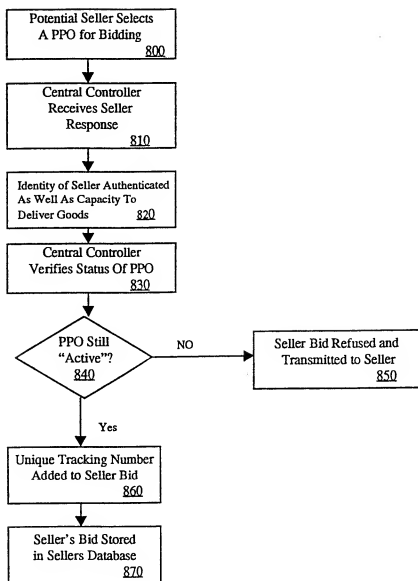 Potential Seller Selects
A PPO for Bidding
800
Central Controller
Receives Seller
Response
810
Identity of Seller Authenticated
As Well As Capacity To
Deliver Goods 820
Central Controller
Verifies Status Of PPO
830
PPO Still
"Active"?
840
NO
Seller Bid Refused and
Transmitted to Seller
850
Yes
Unique Tracking Number
Added to Seller Bid
860
Seller's Bid Stored
in Sellers Database
870